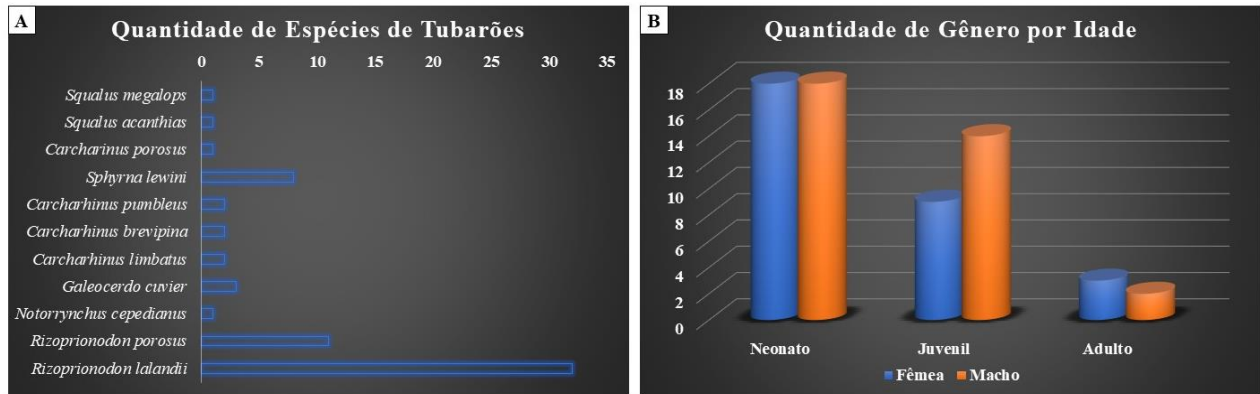 A
Quantidade de Espécies de Tubarões
0 5 10 15 20 25 30 35
Squalus megalops
Squalus acanthias
Carcharinus porosus
Sphyrna lewini
Carcharhinus pumbleus
Carcharhinus brevipina
Carcharhinus limbatus
Galeocerdo cuvier
Notorrynchus cepedianus
Rizoprionodon porosus
Rizoprionodon lalandii
B
Quantidade de Gênero por Idade
18
16
14
12
10
8
6
4
2
0
Neonato Juvenil Adulto
Fêmea Macho